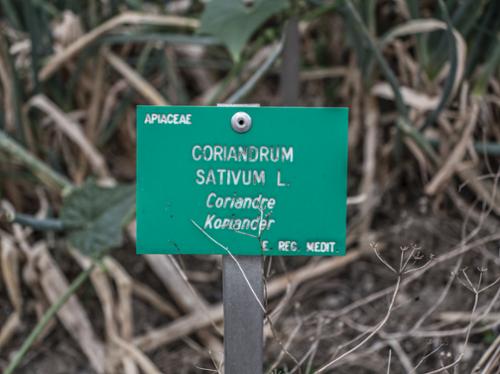 APIACEAE
CORIANDRUM
SATIVUM L.
Coriandre
Koriander
E. REG. MEDIT.